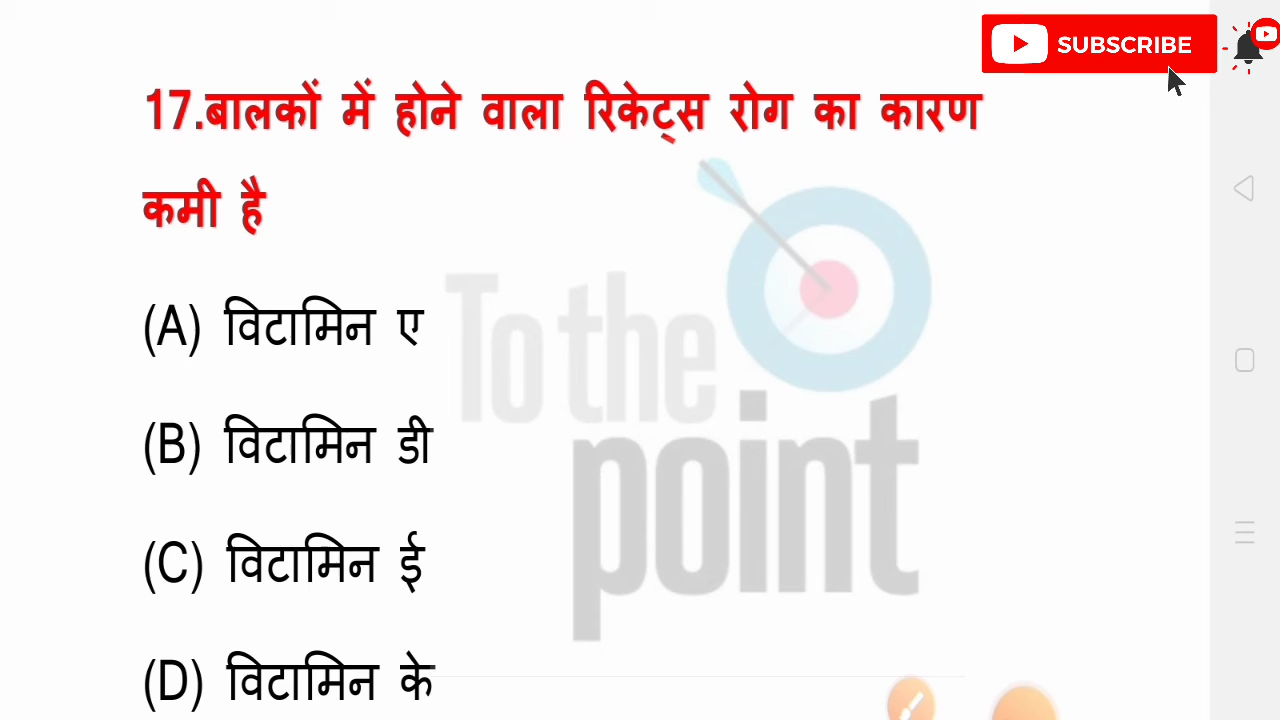 SUBSCRIBE
17.बालकों में होने वाला रिकेट्स रोग का कारण
कमी है
(A) विटामिन ए
(B) विटामिन डी
(C) विटामिन ई
(D) विटामिन के
To the
point